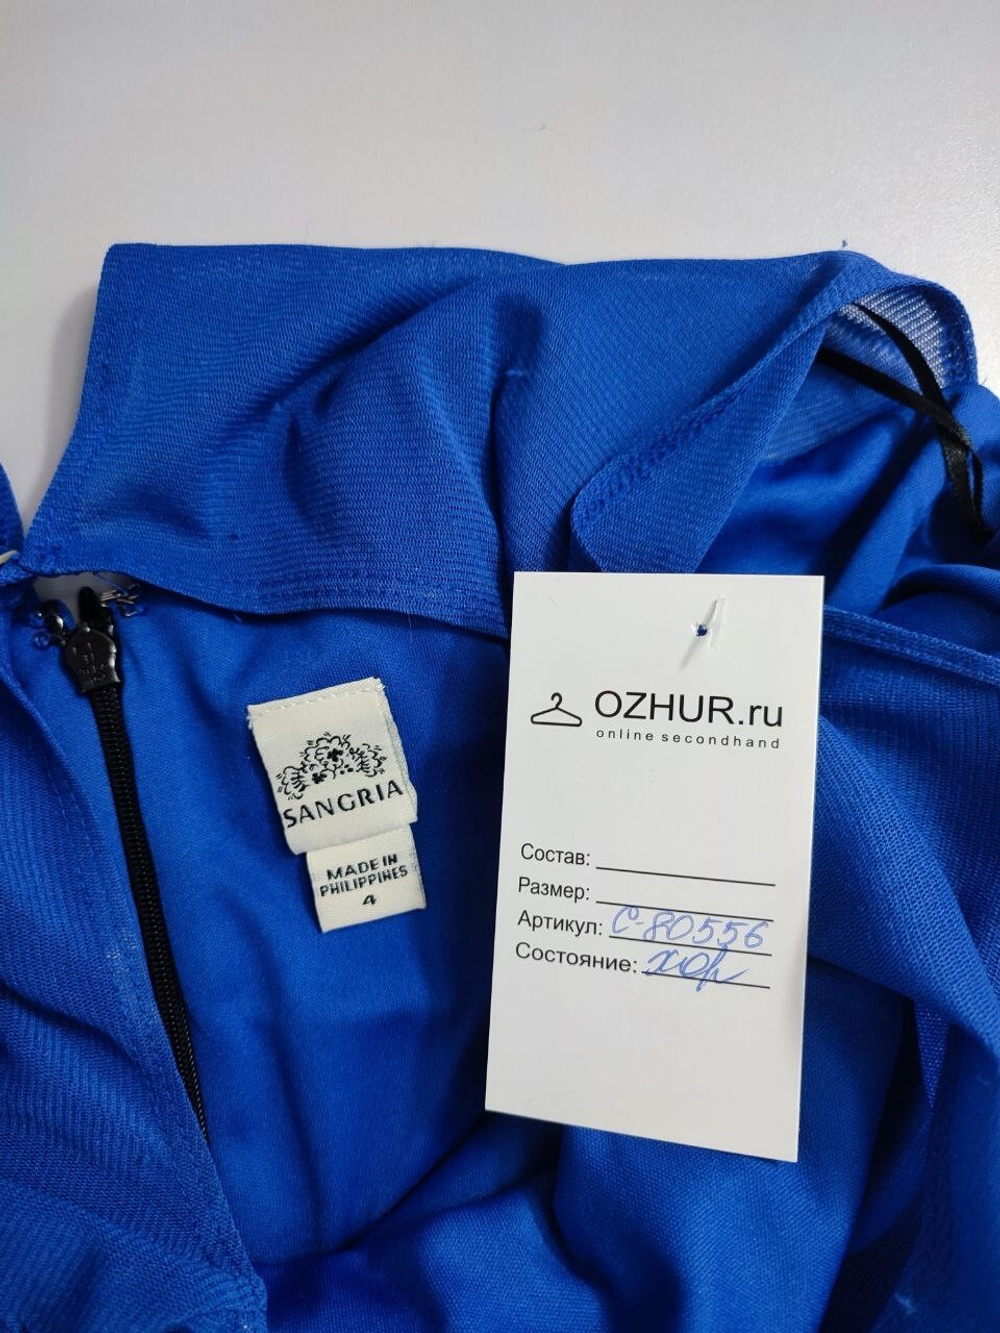 SANGRIA
MADE IN
PHILIPPINES
4
OZHUR.ru
online secondhand
Состав:
Размер:
Артикул: С-80556
Состояние: хор